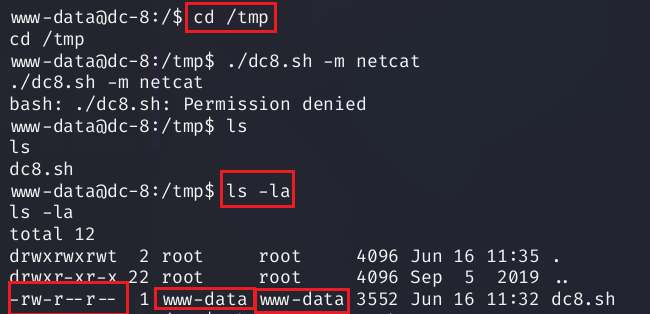 www-data@dc-8:/$ cd /tmp
cd /tmp
www-data@dc-8:/tmp$ ./dc8.sh -m netcat
./dc8.sh -m netcat
bash: ./dc8.sh: Permission denied
www-data@dc-8:/tmp$ ls
ls
dc8.sh
www-data@dc-8:/tmp$ ls -la
ls -la
total 12
drwxrwxrwt  2 root     root     4096 Jun 16 11:35 .
drwxr-xr-x 22 root     root     4096 Sep  5  2019 ..
-rw-r--r--  1 www-data www-data 3552 Jun 16 11:32 dc8.sh